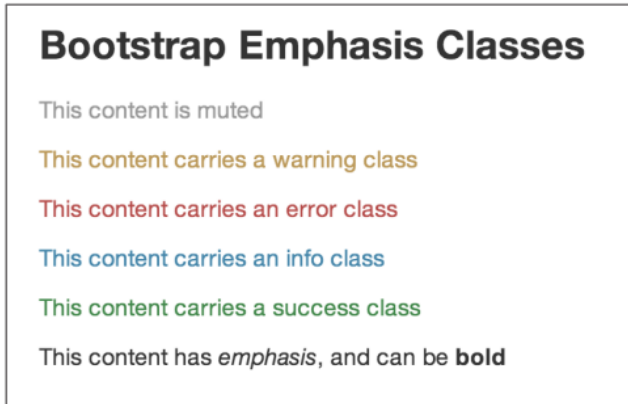 Bootstrap Emphasis Classes
This content is muted
This content carries a warning class
This content carries an error class
This content carries an info class
This content carries a success class
This content has emphasis, and can be bold